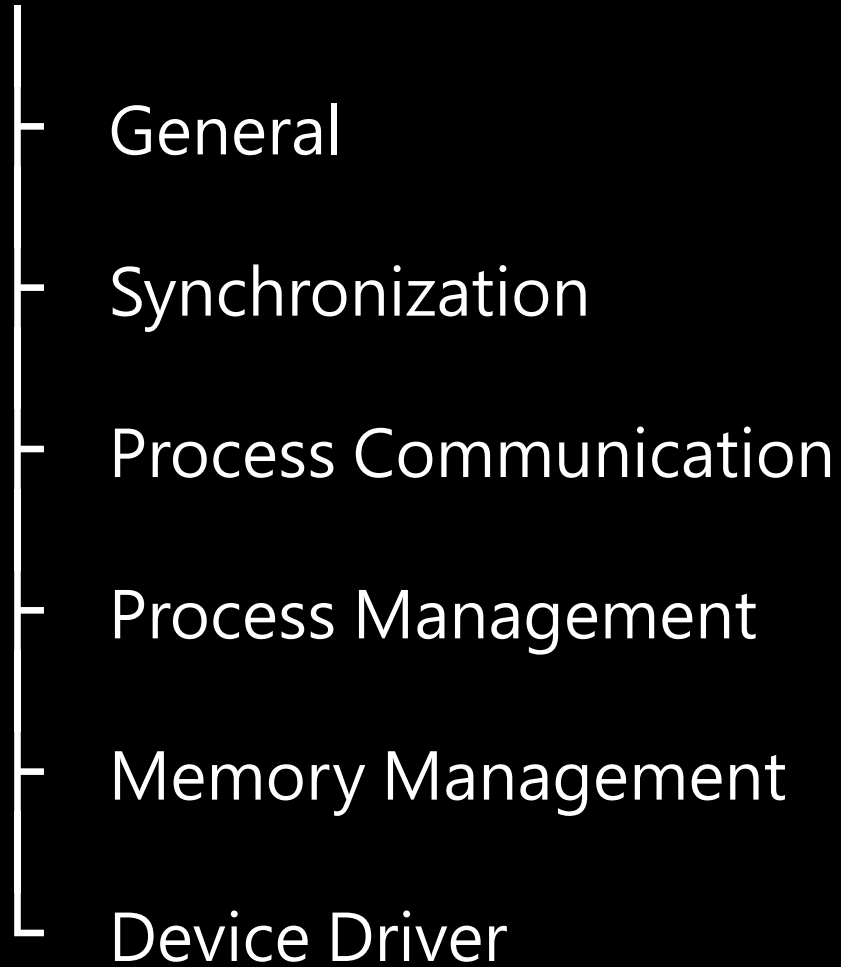 General
Synchronization
Process Communication
Process Management
Memory Management
Device Driver